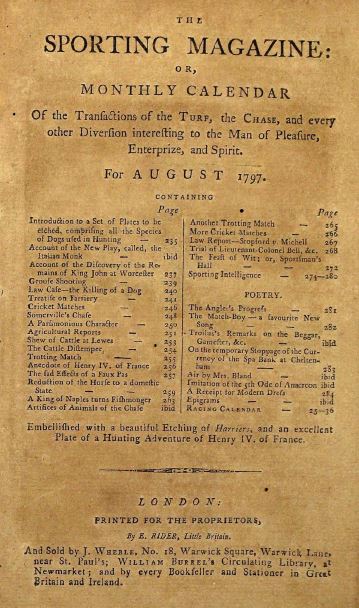 THE
SPORTING MAGAZINE:
OR,
MONTHLY CALENDAR
Of the Tranſactions of the TURF, the CHASE, and every
other Diverſion intereſting to the Man of Pleaſure,
Enterprize, and Spirit.
For AUGUST 1797.
CONTAINING
Page
Introduction to a Set of Plates to be
etched, compriſing all the Species
of Dogs uſed in Hunting — 235
Account of the New Play, called, the
Italian Monk — ibid
Account of the Diſcovery of the Re-
mains of King John at Worceſter 237
Grouſe Shooting — 239
Law Caſe—the Killing of a Dog 240
Treatiſe on Farriery — 241
Cricket Matches — 246
Somerville's Chaſe — 248
A Parſimonious Character — 250
Agricultural Reports — 251
Shew of Cattle at Lewes — 253
The Cattle Diſtemper, — 254
Trotting Match — 255
Anecdote of Henry IV. of France 256
The ſad Effects of a Faux Pas 257
Reduction of the Horſe to a domeſtic
State — — 259
A King of Naples turns Fiſhmonger 263
Artifices of Animals of the Chaſe ibid
Page
Another Trotting Match — 265
More Cricket Matches — 266
Law Report—Stopford v. Michell 267
Trial of Lieutenant-Colonel Bell, &c. 268
The Feaſt of Wit; or, Sportſman's
Hall — — 272
Sporting Intelligence — 274—280
POETRY.
The Angler's Progreſs — 281
The Match-Boy—a favourite New
Song — 282
Truiſms's Remarks on the Beggar,
Gameſter, &c. — ibid
On the temporary Stoppage of the Cur-
rency of the Spa Bank at Chelten-
ham — 283
Air by Mrs. Bland — ibid
Imitation of the 5th Ode of Anacreon ibid
A Receipt for Modern Dreſs 284
Epigrams — ibid
RACING CALENDAR — 25—36
Embelliſhed with a beautiful Etching of Harriers, and an excellent
Plate of a Hunting Adventure of Henry IV. of France.
LONDON:
PRINTED FOR THE PROPRIETORS,
By E. RIDER, Little Britain.
And Sold by J. WHEBLE, No. 18, Warwick Square, Warwick Lane,
near St. Paul's; WILLIAM BURREL's Circulating Library, at
Newmarket; and by every Bookſeller and Stationer in Great
Britain and Ireland.